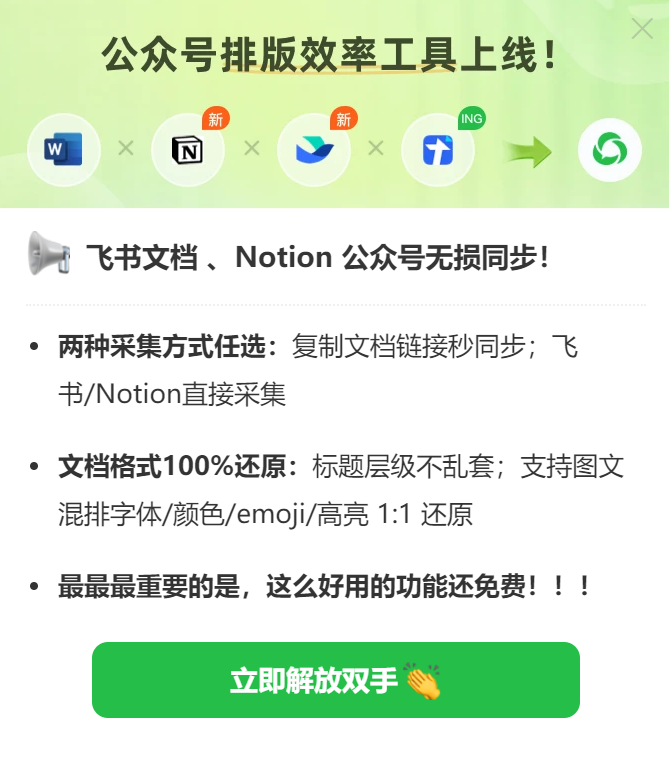 公众号排版效率工具上线！
新
新
ING
W
N
飞书文档 、Notion 公众号无损同步！
两种采集方式任选：复制文档链接秒同步；飞
书/Notion直接采集
文档格式100%还原：标题层级不乱套；支持图文
混排字体/颜色/emoji/高亮 1:1 还原
最最最重要的是，这么好用的功能还免费！！！
立即解放双手👏